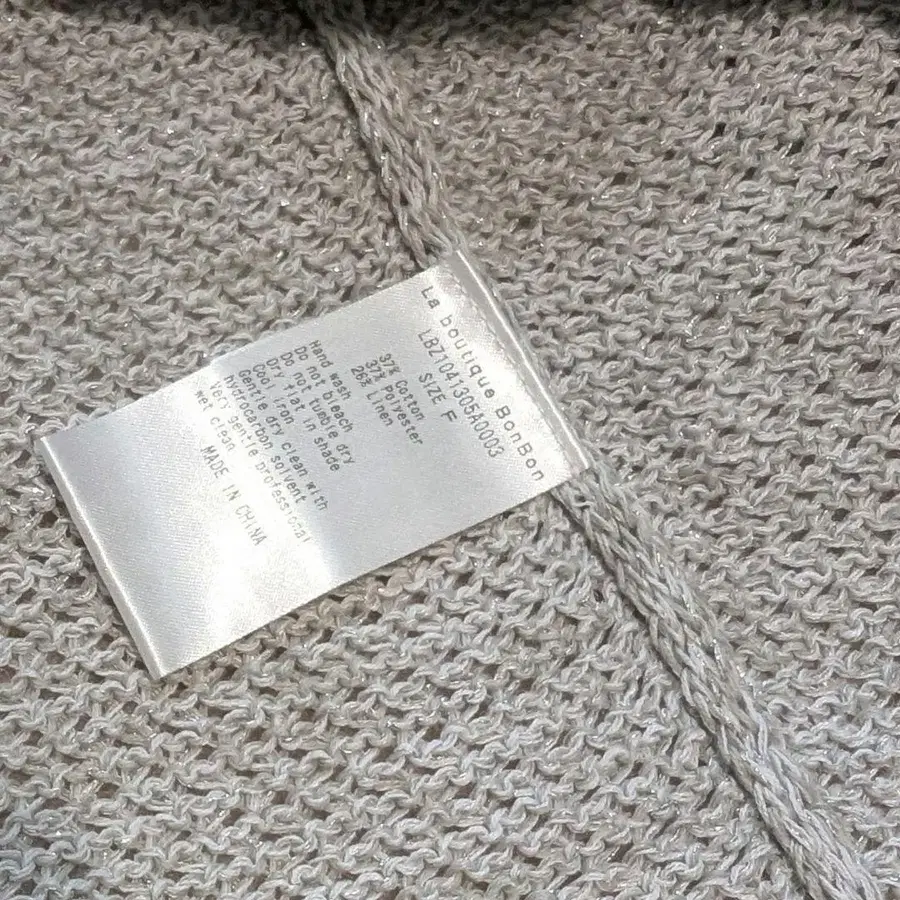 La boutique BonBon
LBZ1041305A0003
SIZE F
37% Cotton
37% Polyester
26% Linen
Hand wash
Do not bleach
Do not tumble dry
Dry flat in shade
Cool iron
Gentle dry clean with
hydrocarbon solvent
Very gentle professional
wet clean
MADE IN CHINA